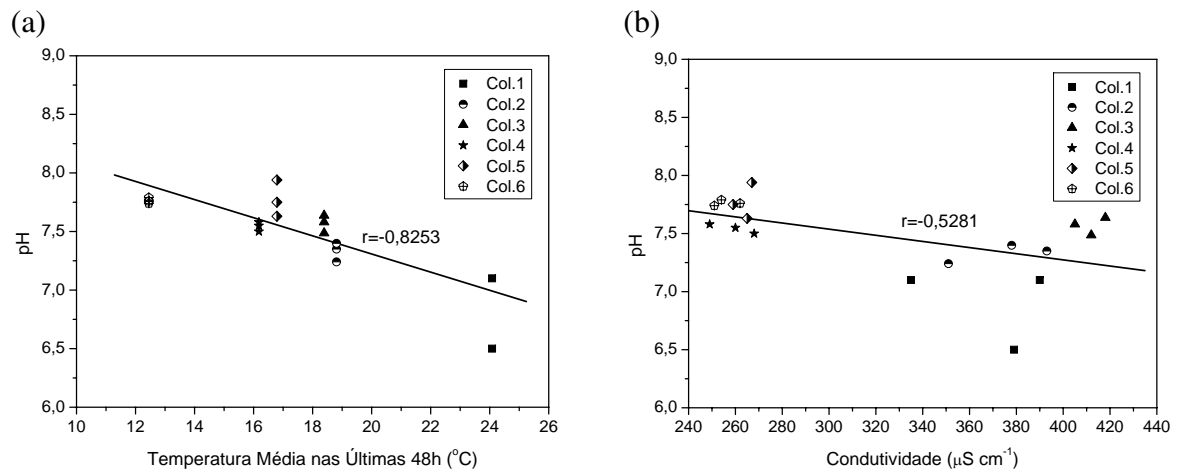 (a)
9,0
8,5
8,0
7,5
7,0
6,5
6,0
pH
Col.1
Col.2
Col.3
Col.4
Col.5
Col.6
r=-0,8253
10 12 14 16 18 20 22 24 26
Temperatura Média nas Últimas 48h (°C)
(b)
9,0
8,5
8,0
7,5
7,0
6,5
6,0
pH
Col.1
Col.2
Col.3
Col.4
Col.5
Col.6
r=-0,5281
240 260 280 300 320 340 360 380 400 420 440
Condutividade (μS cm⁻¹)